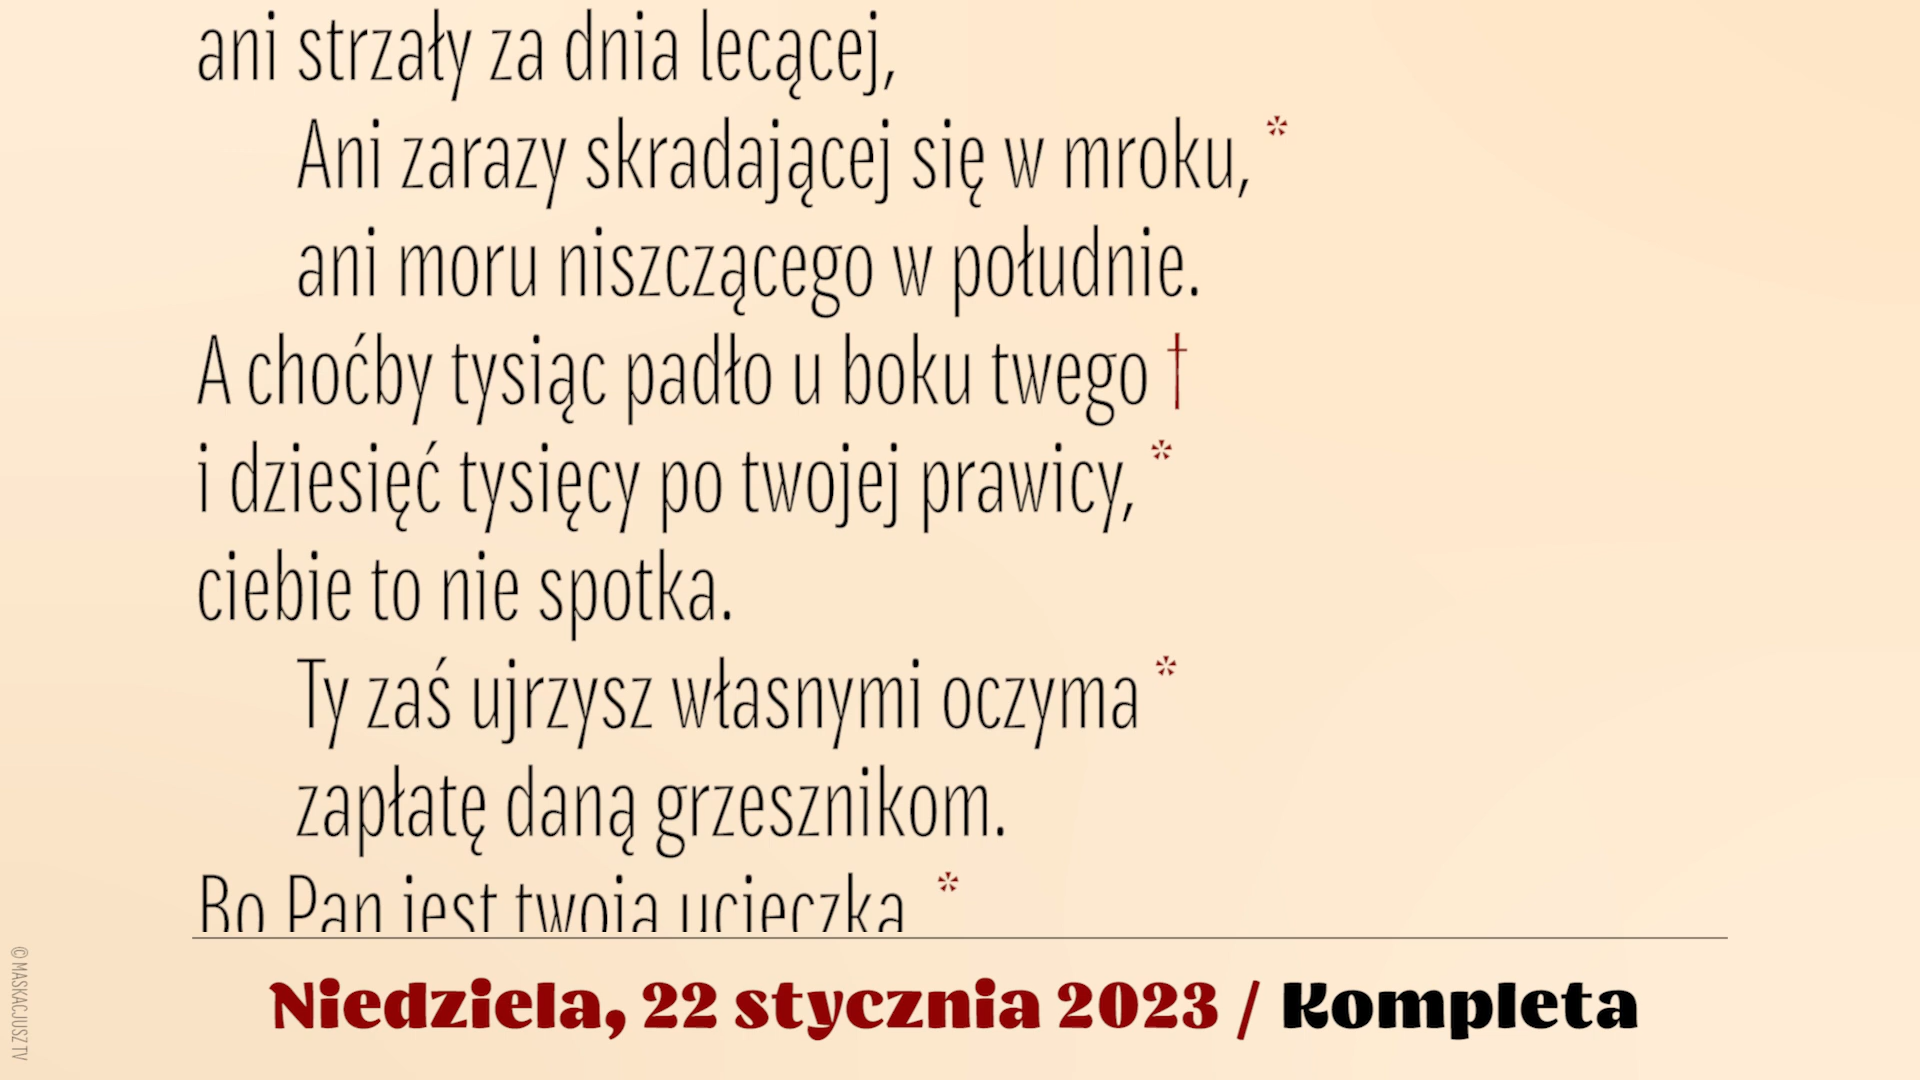 ani strzały za dnia lecącej,
Ani zarazy skradającej się w mroku, *
ani moru niszczącego w południe.
A choćby tysiąc padło u boku twego †
i dziesięć tysięcy po twojej prawicy, *
ciebie to nie spotka.
Ty zaś ujrzysz własnymi oczyma *
zapłatę daną grzesznikom.
Bo Pan jest twoją ucieczką, *
Niedziela, 22 stycznia 2023 / Kompleta
© MASKACJUSZ TV